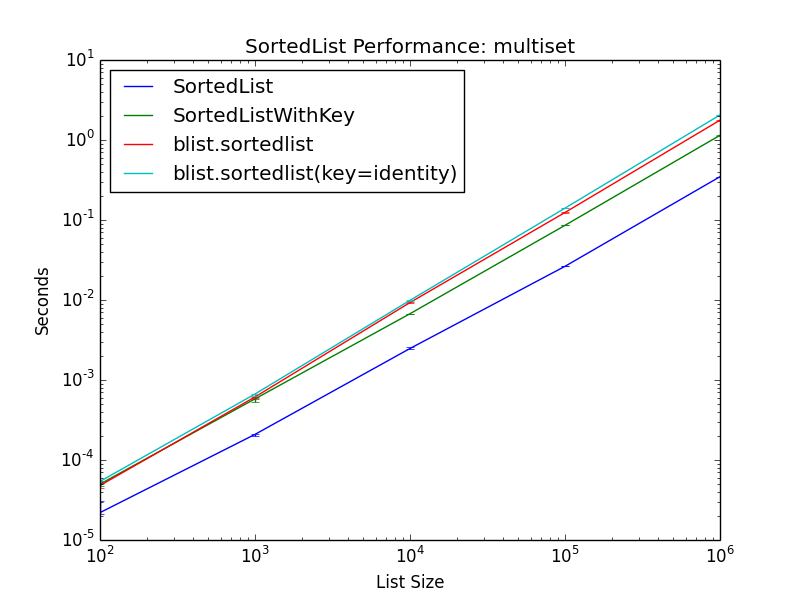 SortedList Performance: multiset
10^1
SortedList
SortedListWithKey
blist.sortedlist
blist.sortedlist(key=identity)
10^0
10^-1
10^-2
10^-3
10^-4
10^-5
Seconds
10^2
10^3
10^4
10^5
10^6
List Size